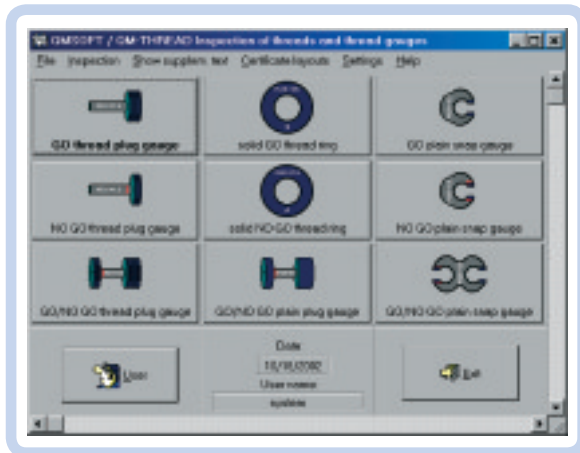 QMSOFT / QM-THREAD Inspection of threads and thread gauges
File Inspection Show supplem. text Certificate layouts Settings Help
GO thread plug gauge
solid GO thread ring
GO plain snap gauge
NO GO thread plug gauge
solid NO GO thread ring
NO GO plain snap gauge
GO/NO GO thread plug gauge
GO/NO GO plain plug gauge
GO/NO GO plain snap gauge
User
Date
User name
system
Exit